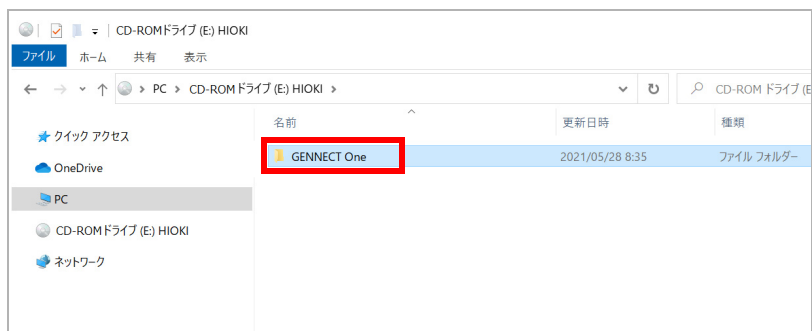 CD-ROMドライブ (E:) HIOKI
ファイル ホーム 共有 表示
PC CD-ROMドライブ (E:) HIOKI CD-ROM ドライブ (E
名前 更新日時 種類
クイック アクセス
GENNECT One 2021/05/28 8:35 ファイル フォルダー
OneDrive
PC
CD-ROMドライブ (E:) HIOKI
ネットワーク